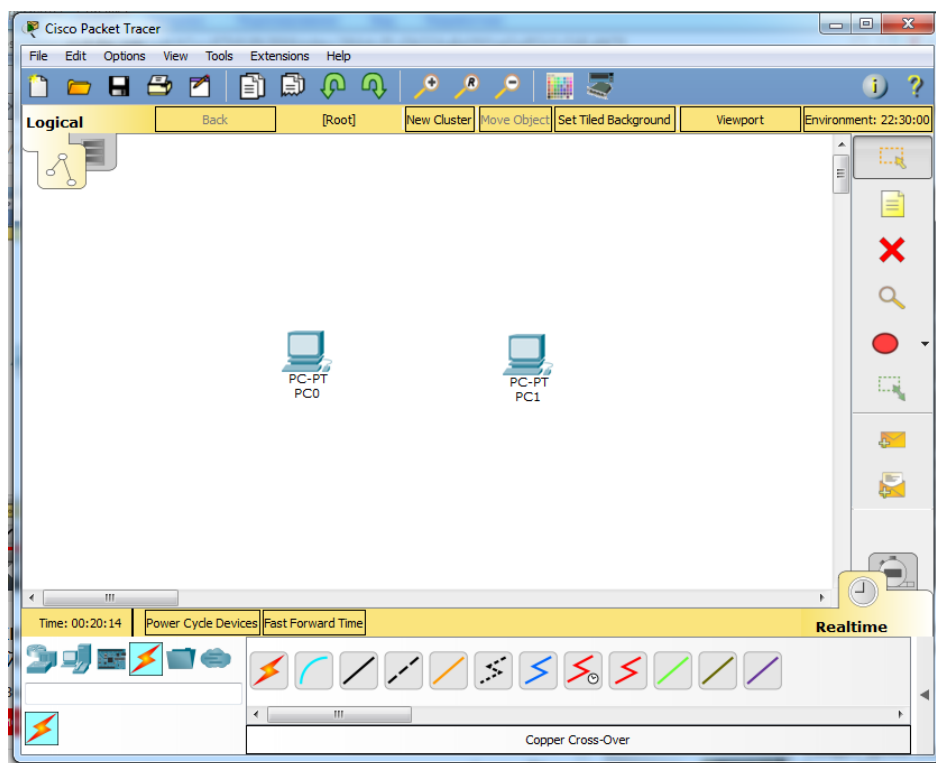 Cisco Packet Tracer
File Edit Options View Tools Extensions Help
Logical Back [Root] New Cluster Move Object Set Tiled Background Viewport Environment: 22:30:00
PC-PT
PC0
PC-PT
PC1
Time: 00:20:14 Power Cycle Devices Fast Forward Time Realtime
Copper Cross-Over